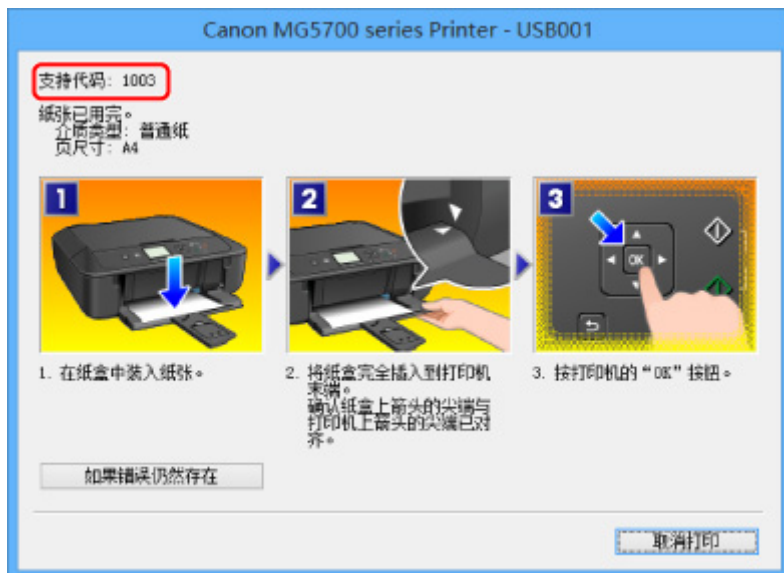 Canon MG5700 series Printer - USB001
支持代码: 1003
纸张已用完。
介质类型: 普通纸
页尺寸: A4
1
2
3
OK
1. 在纸盒中装入纸张。
2. 将纸盒完全插入到打印机
末端。
确认纸盒上箭头的尖端与
打印机上箭头的尖端已对
齐。
3. 按打印机的“OK”按钮。
如果错误仍然存在
取消打印